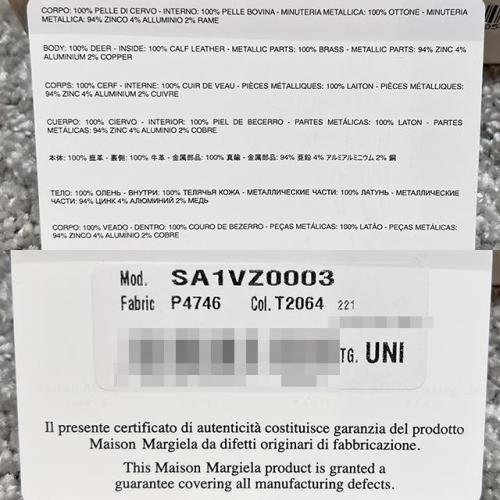 CORPO: 100% PELLE DI CERVO - INTERNO: 100% PELLE BOVINA - MINUTERIA METALLICA: 100% OTTONE - MINUTERIA
METALLICA: 94% ZINCO 4% ALLUMINIO 2% RAME
BODY: 100% DEER - INSIDE: 100% CALF LEATHER - METALLIC PARTS: 100% BRASS - METALLIC PARTS: 94% ZINC 4%
ALUMINIUM 2% COPPER
CORPS: 100% CERF - INTERNE: 100% CUIR DE VEAU - PIÈCES MÉTALLIQUES: 100% LAITON - PIÈCES MÉTALLIQUES:
94% ZINC 4% ALUMINIUM 2% CUIVRE
CUERPO: 100% CIERVO - INTERIOR: 100% PIEL DE BECERRO - PARTES METÁLICAS: 100% LATON - PARTES
METÁLICAS: 94% ZINC 4% ALUMINIO 2% COBRE
本体: 100% 鹿革 - 裏側: 100% 牛革 - 金属部品: 100% 真鍮 - 金属部品: 94% 亜鉛 4% アルミアルミニウム 2% 銅
ТЕЛО: 100% ОЛЕНЬ - ВНУТРИ: 100% ТЕЛЯЧЬЯ КОЖА - МЕТАЛЛИЧЕСКИЕ ЧАСТИ: 100% ЛАТУНЬ - МЕТАЛЛИЧЕСКИЕ
ЧАСТИ: 94% ЦИНК 4% АЛЮМИНИЙ 2% МЕДЬ
CORPO: 100% VEADO - DENTRO: 100% COURO DE BEZERRO - PEÇAS METÁLICAS: 100% LATÃO - PEÇAS METÁLICAS:
94% ZINCO 4% ALUMÍNIO 2% COBRE
Mod. SA1VZ0003
Fabric P4746 Col. T2064 221
TG. UNI
Il presente certificato di autenticità costituisce garanzia del prodotto
Maison Margiela da difetti originari di fabbricazione.
This Maison Margiela product is granted a
guarantee covering all manufacturing defects.